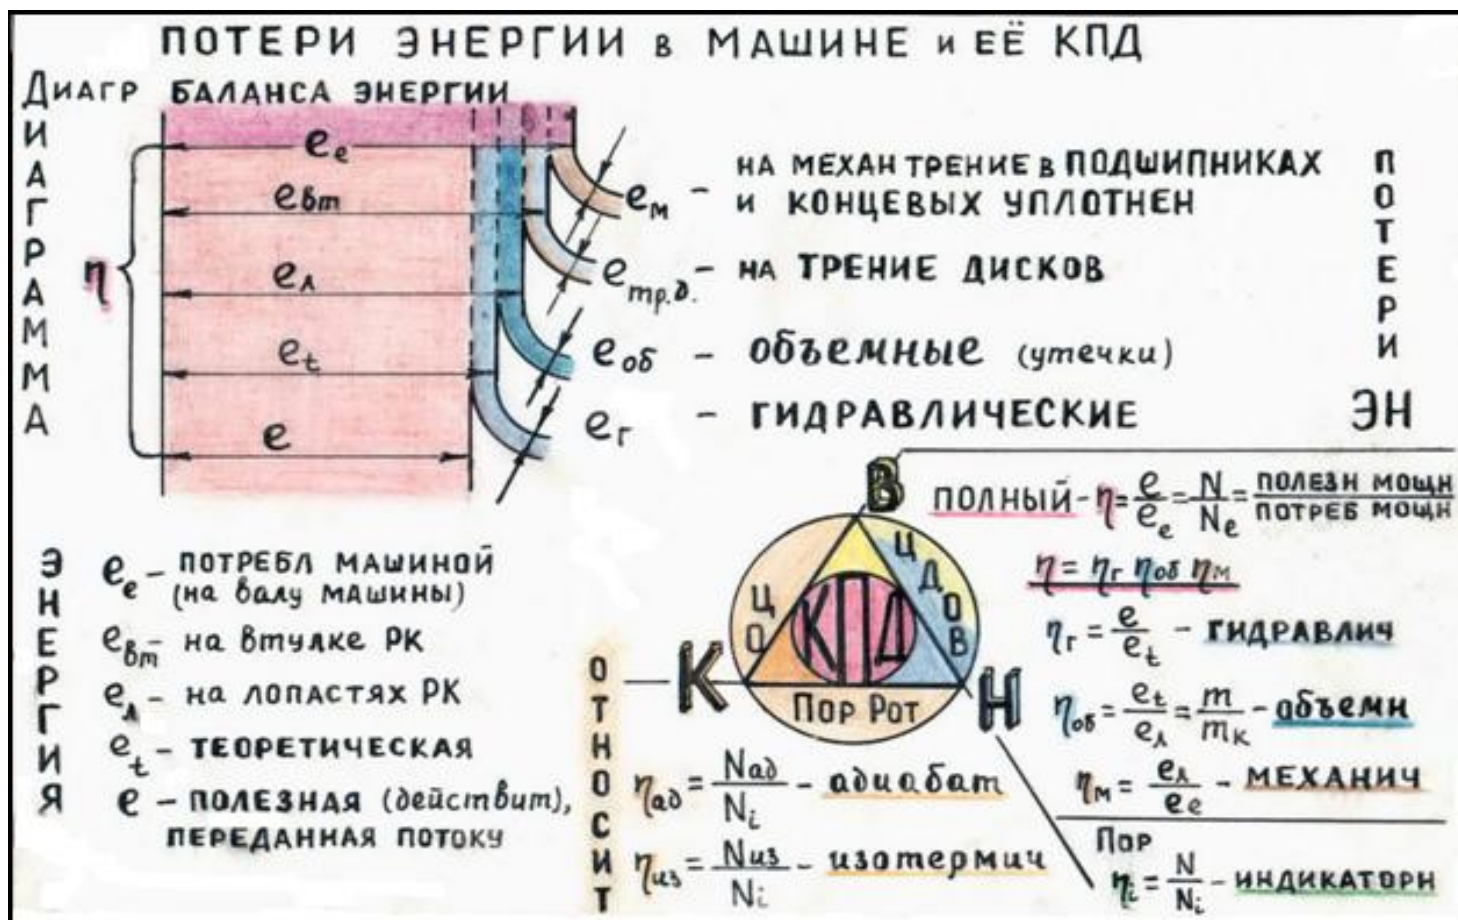 ПОТЕРИ ЭНЕРГИИ в МАШИНЕ и ЕЁ КПД
ДИАГР БАЛАНСА ЭНЕРГИИ
ДИАГРАММА
η
eₑ
eвт
eл
eₜ
e
eм – НА МЕХАН ТРЕНИЕ В ПОДШИПНИКАХ
И КОНЦЕВЫХ УПЛОТНЕН
eтр.д. – НА ТРЕНИЕ ДИСКОВ
eоб – ОБЪЕМНЫЕ (утечки)
eг – ГИДРАВЛИЧЕСКИЕ
ПОТЕРИ
ЭН
ЭНЕРГИЯ
eₑ – ПОТРЕБЛ МАШИНОЙ
(на валу МАШИНЫ)
eвт – на втулке РК
eл – на лопастях РК
eₜ – ТЕОРЕТИЧЕСКАЯ
e – ПОЛЕЗНАЯ (действит),
ПЕРЕДАННАЯ ПОТОКУ
ОТНОСИТ
В
К
Н
ЦО
ЦДОВ
КПД
Пор Рот
ηад = Nад/Nᵢ – адиабат
ηиз = Nиз/Nᵢ – изотермич
ПОЛНЫЙ – η = e/eₑ = N/Nₑ = ПОЛЕЗН МОЩН/ПОТРЕБ МОЩН
η = ηг ηоб ηм
ηг = e/eₜ – ГИДРАВЛИЧ
ηоб = eₜ/eл = m/mк – объемн
ηм = eл/eₑ – МЕХАНИЧ
Пор
ηᵢ = N/Nᵢ – ИНДИКАТОРН